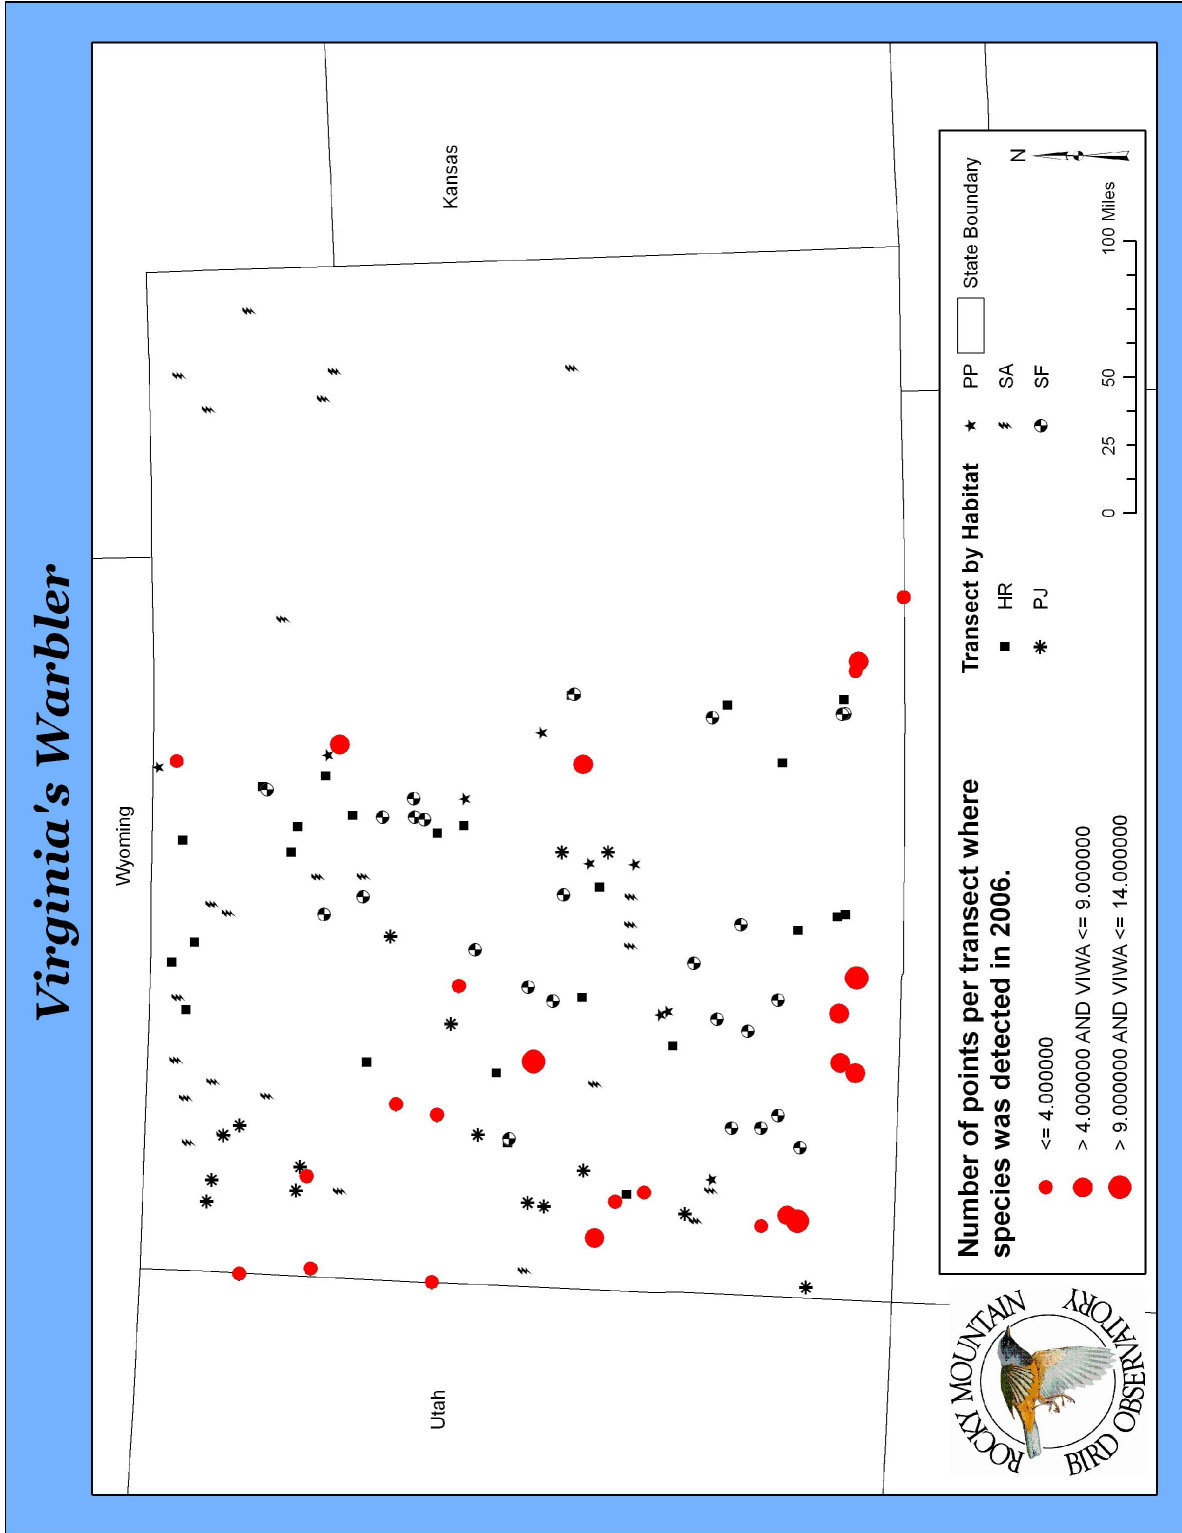 Virginia's Warbler
Wyoming
Kansas
Utah
Number of points per transect where
species was detected in 2006.
<= 4.000000
> 4.000000 AND VIWA <= 9.000000
> 9.000000 AND VIWA <= 14.000000
Transect by Habitat
HR
PJ
PP
SA
SF
State Boundary
N
0 25 50 100 Miles
ROCKY MOUNTAIN
BIRD OBSERVATORY